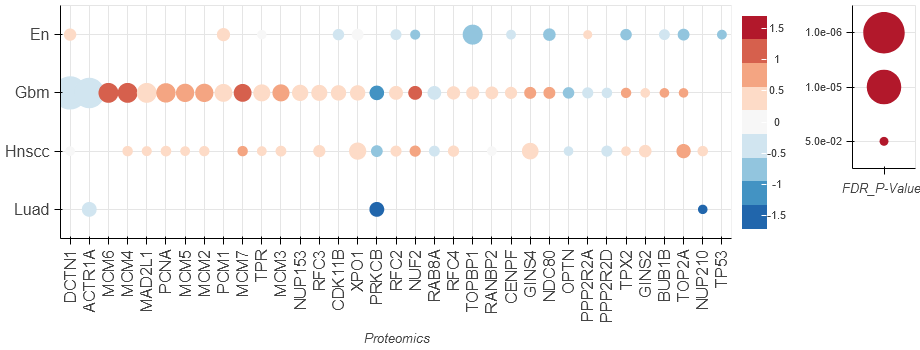 En
Gbm
Hnscc
Luad
DCTN1
ACTR1A
MCM6
MCM4
MAD2L1
PCNA
MCM5
MCM2
PCM1
MCM7
TPR
MCM3
NUP153
RFC3
CDK11B
XPO1
PRKCB
RFC2
NUF2
RAB8A
RFC4
TOPBP1
RANBP2
CENPF
GINS4
NDC80
OPTN
PPP2R2A
PPP2R2D
TPX2
GINS2
BUB1B
TOP2A
NUP210
TP53
Proteomics
1.5
1
0.5
0
-0.5
-1
-1.5
1.0e-06
1.0e-05
5.0e-02
FDR_P-Value